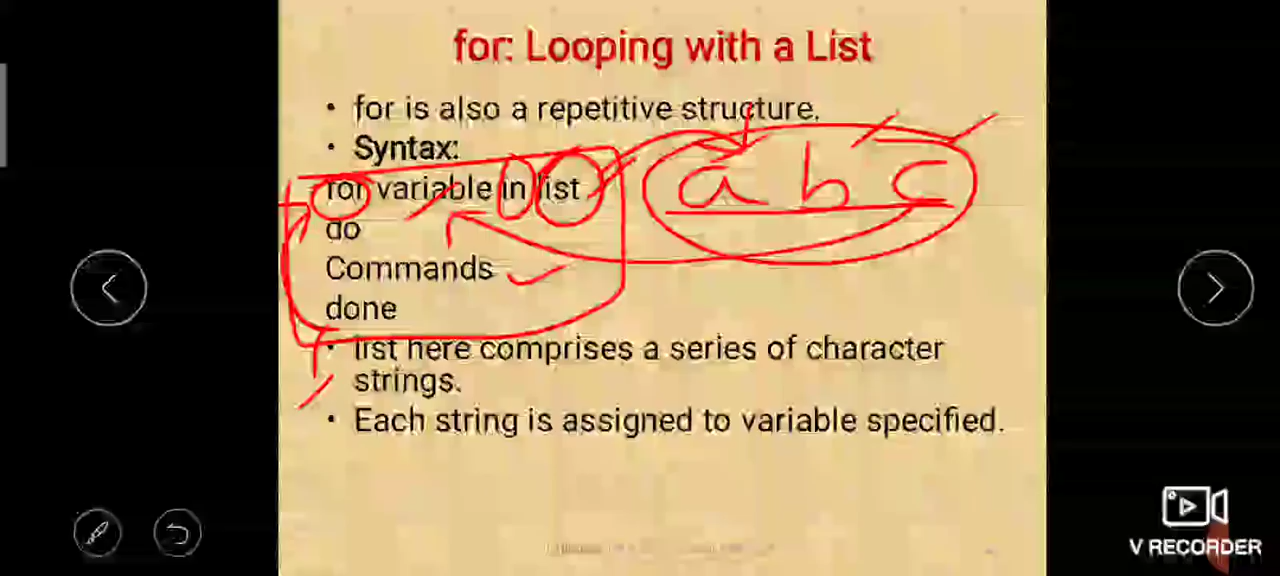 for: Looping with a List
• for is also a repetitive structure.
• Syntax:
for variable in list
a b c
do
Commands
done
• list here comprises a series of character
strings.
• Each string is assigned to variable specified.
V RECORDER